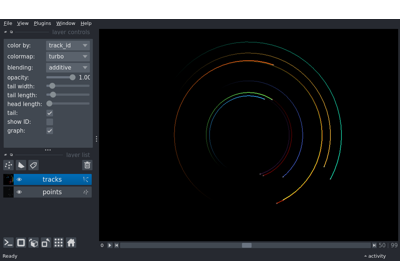 File View Plugins Window Help
layer controls
color by: track_id
colormap: turbo
blending: additive
opacity: 1.00
tail width:
tail length:
head length:
tail:
show ID:
graph:
layer list
tracks
points
0 50 99
Ready activity